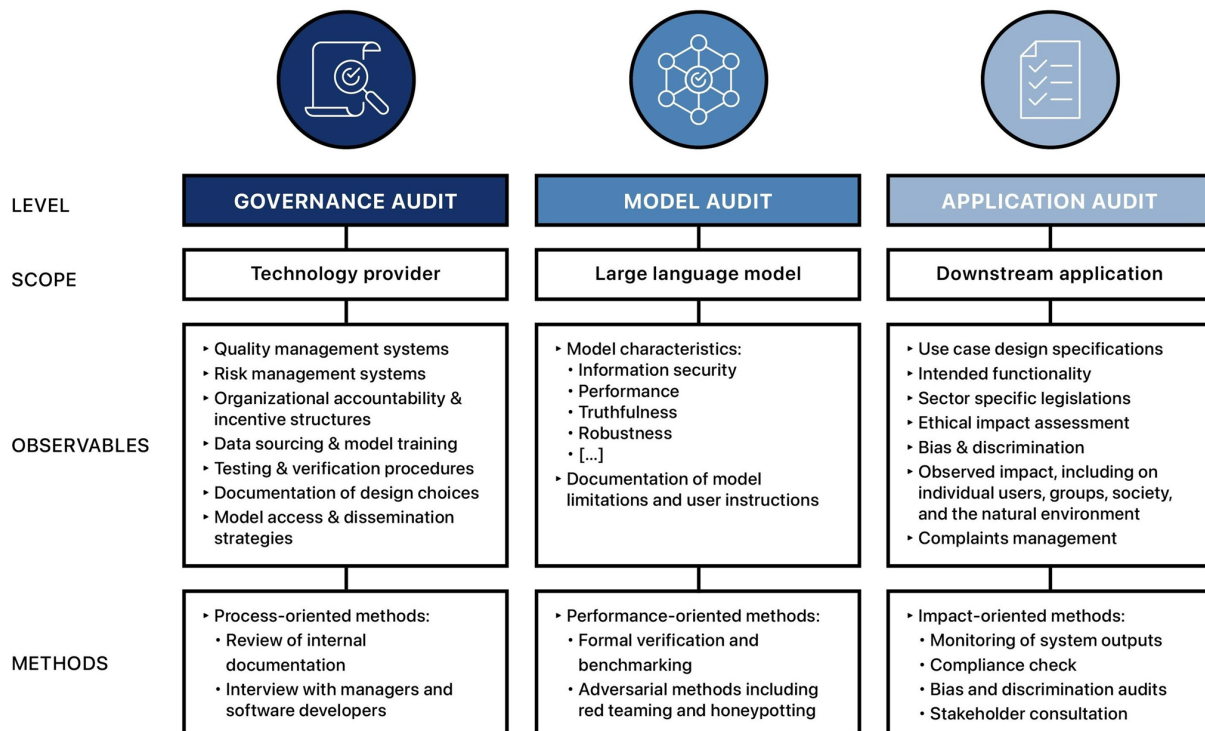 LEVEL
GOVERNANCE AUDIT
MODEL AUDIT
APPLICATION AUDIT
SCOPE
Technology provider
Large language model
Downstream application
OBSERVABLES
‣ Quality management systems
‣ Risk management systems
‣ Organizational accountability &
incentive structures
‣ Data sourcing & model training
‣ Testing & verification procedures
‣ Documentation of design choices
‣ Model access & dissemination
strategies
‣ Model characteristics:
• Information security
• Performance
• Truthfulness
• Robustness
• [...]
‣ Documentation of model
limitations and user instructions
‣ Use case design specifications
‣ Intended functionality
‣ Sector specific legislations
‣ Ethical impact assessment
‣ Bias & discrimination
‣ Observed impact, including on
individual users, groups, society,
and the natural environment
‣ Complaints management
METHODS
‣ Process-oriented methods:
• Review of internal
documentation
• Interview with managers and
software developers
‣ Performance-oriented methods:
• Formal verification and
benchmarking
• Adversarial methods including
red teaming and honeypotting
‣ Impact-oriented methods:
• Monitoring of system outputs
• Compliance check
• Bias and discrimination audits
• Stakeholder consultation